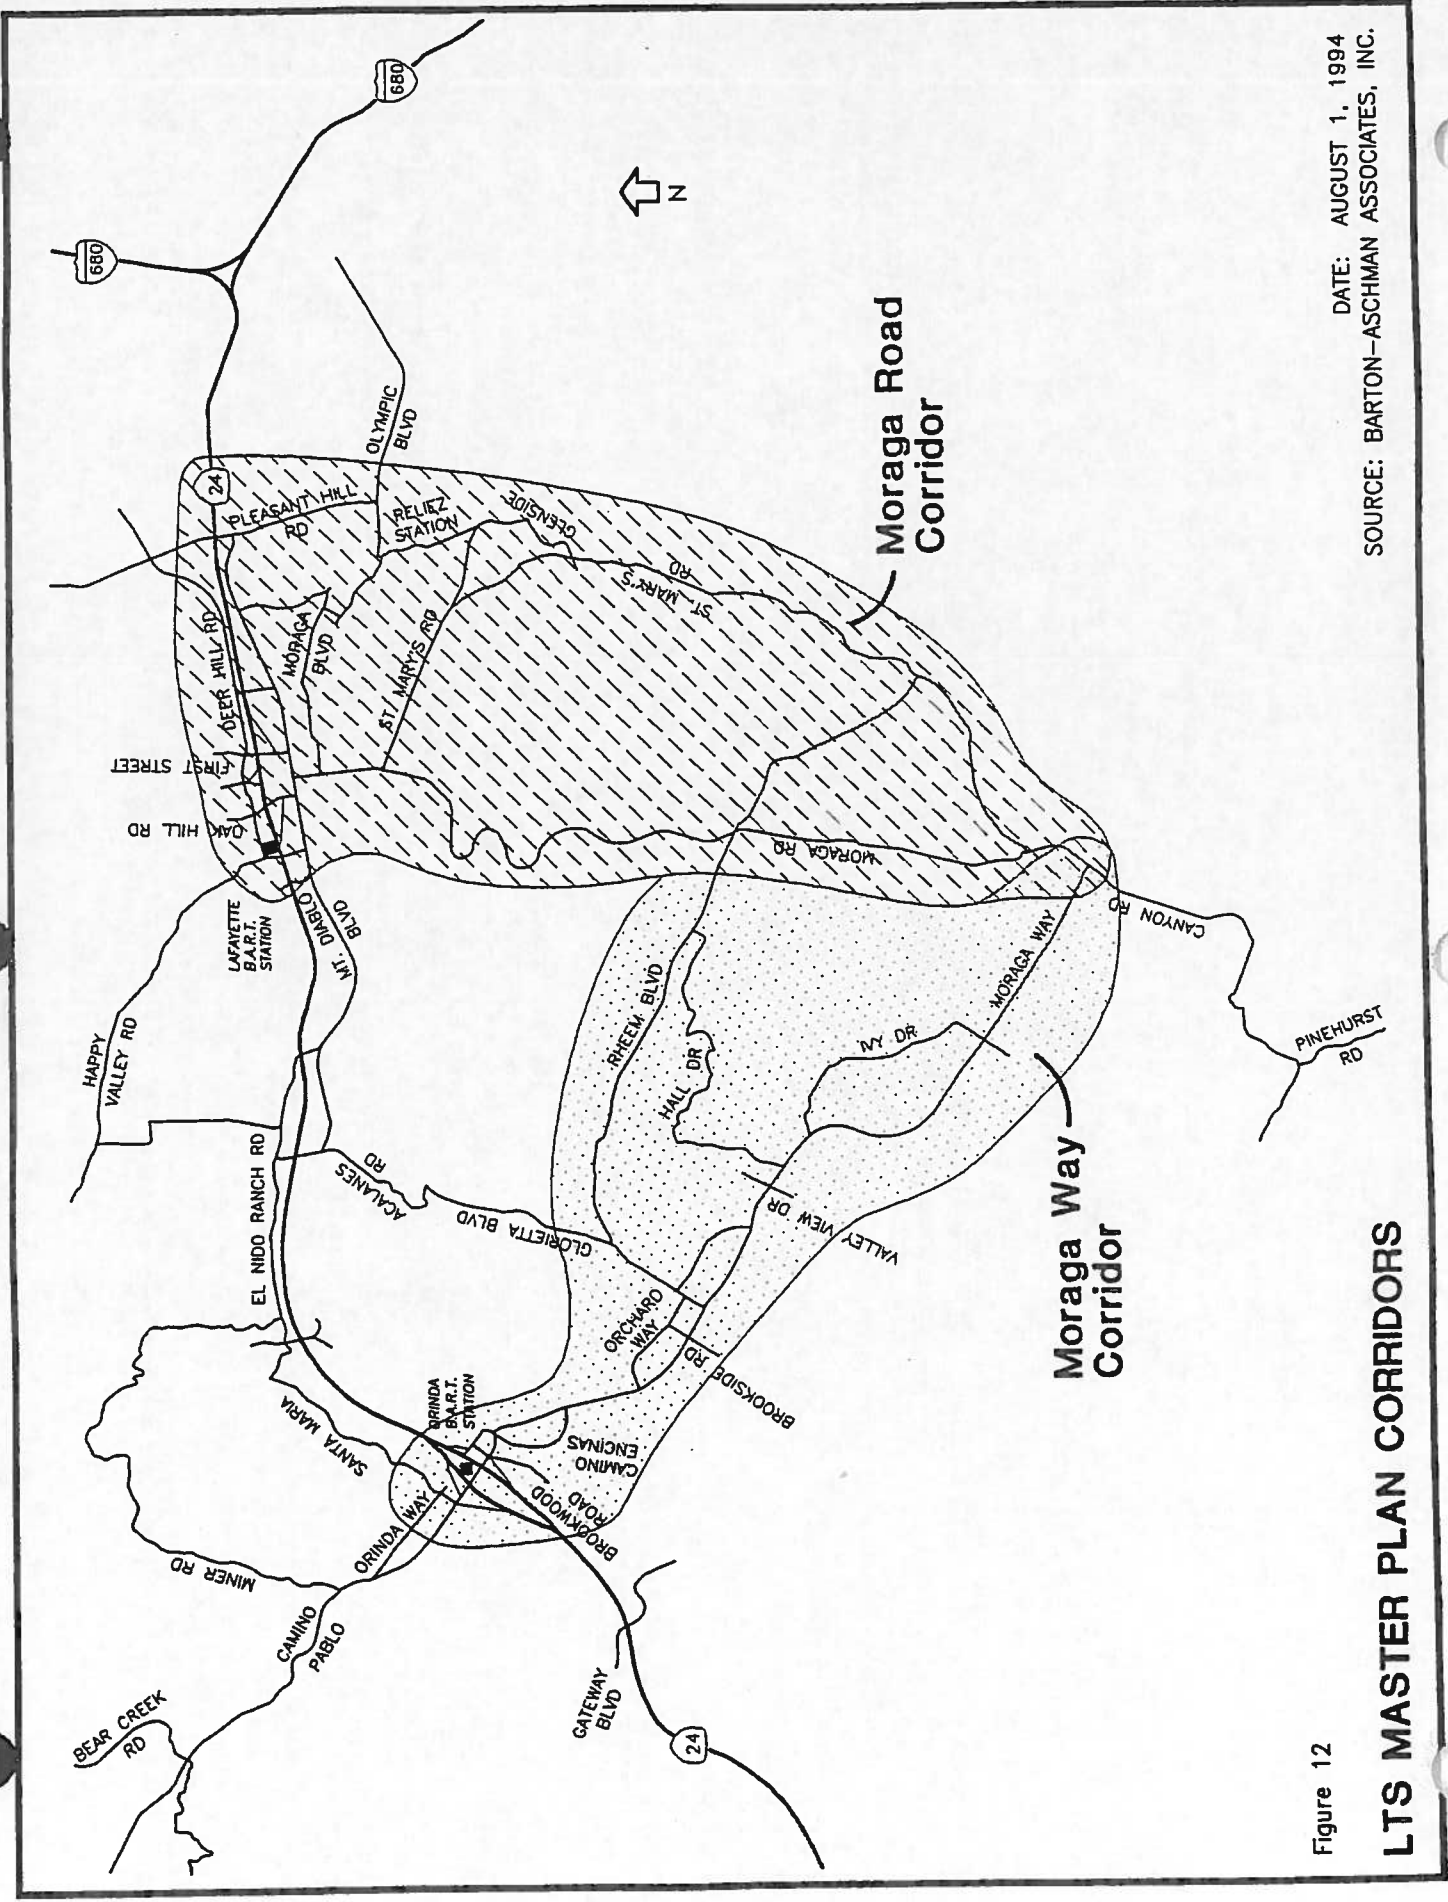 680
680
24
PLEASANT HILL
RD
OLYMPIC
BLVD
RELIEZ
STATION
GLENSIDE
ST. MARY'S
RD
DEER HILL RD
MORAGA
BLVD
ST. MARY'S RD
FIRST STREET
OAK HILL RD
LAFAYETTE
B.A.R.T.
STATION
MT. DIABLO
BLVD
HAPPY
VALLEY RD
MORAGA RD
CANYON RD
PINEHURST
RD
MORAGA WAY
IVY DR
RHEEM BLVD
HALL DR
VALLEY VIEW DR
EL NIDO RANCH RD
ACALANES
RD
GLORIETTA BLVD
ORCHARD
WAY
BROOKSIDE RD
ORINDA
B.A.R.T.
STATION
SANTA MARIA
CAMINO
ENCINAS
BROOKWOOD
ROAD
ORINDA WAY
MINER RD
CAMINO
PABLO
BEAR CREEK
RD
GATEWAY
BLVD
24
N
Moraga Road
Corridor
Moraga Way
Corridor
Figure 12
LTS MASTER PLAN CORRIDORS
DATE: AUGUST 1, 1994
SOURCE: BARTON-ASCHMAN ASSOCIATES, INC.